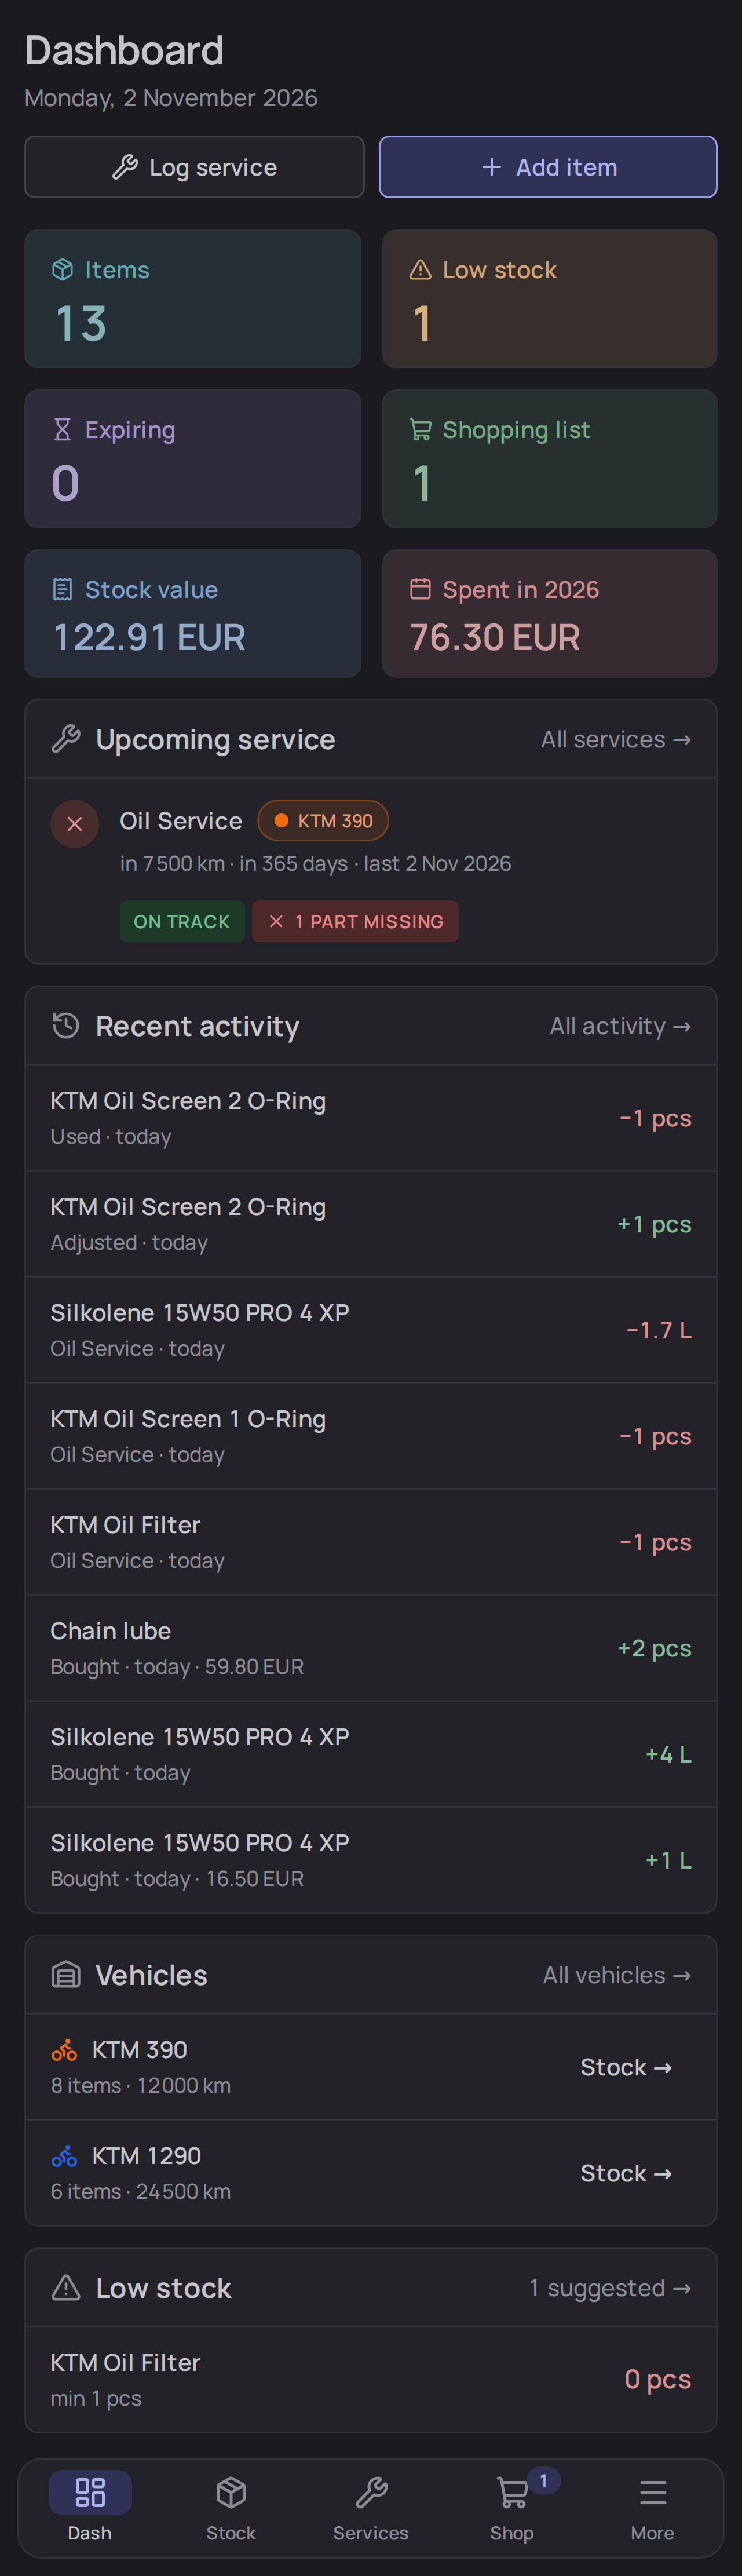 Dashboard
Monday, 2 November 2026
Log service
Add item
Items
13
Low stock
1
Expiring
0
Shopping list
1
Stock value
122.91 EUR
Spent in 2026
76.30 EUR
Upcoming service
All services →
Oil Service
KTM 390
in 7 500 km · in 365 days · last 2 Nov 2026
ON TRACK
× 1 PART MISSING
Recent activity
All activity →
KTM Oil Screen 2 O-Ring
−1 pcs
Used · today
KTM Oil Screen 2 O-Ring
+1 pcs
Adjusted · today
Silkolene 15W50 PRO 4 XP
−1.7 L
Oil Service · today
KTM Oil Screen 1 O-Ring
−1 pcs
Oil Service · today
KTM Oil Filter
−1 pcs
Oil Service · today
Chain lube
+2 pcs
Bought · today · 59.80 EUR
Silkolene 15W50 PRO 4 XP
+4 L
Bought · today
Silkolene 15W50 PRO 4 XP
+1 L
Bought · today · 16.50 EUR
Vehicles
All vehicles →
KTM 390
8 items · 12 000 km
Stock →
KTM 1290
6 items · 24 500 km
Stock →
Low stock
1 suggested →
KTM Oil Filter
min 1 pcs
0 pcs
1
Dash
Stock
Services
Shop
More